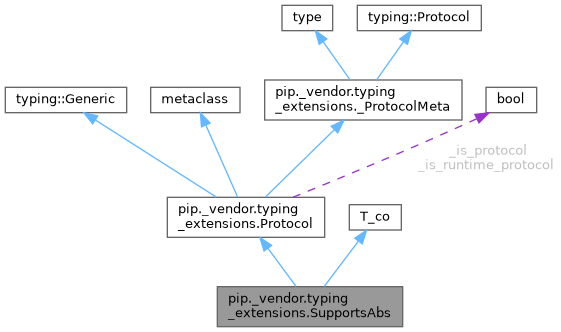 type
typing::Protocol
typing::Generic
metaclass
pip._vendor.typing
_extensions._ProtocolMeta
bool
_is_protocol
_is_runtime_protocol
pip._vendor.typing
_extensions.Protocol
T_co
pip._vendor.typing
_extensions.SupportsAbs